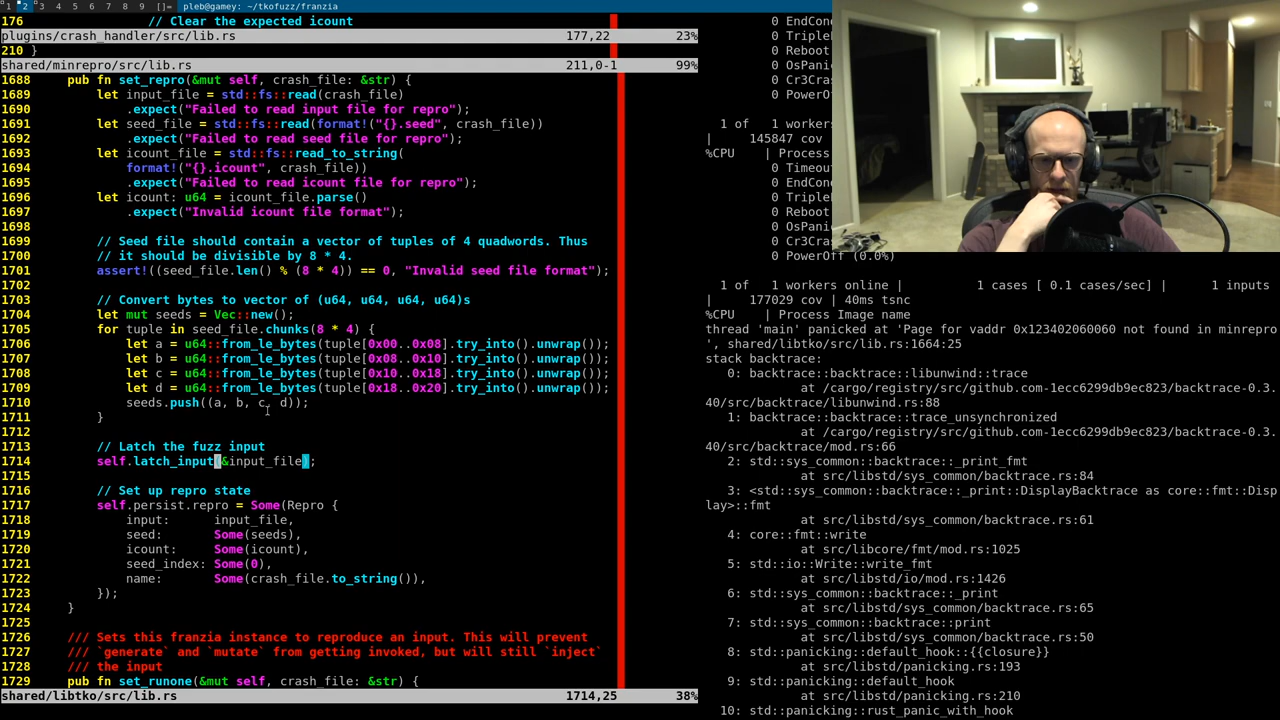 1 2 3 4 5 6 7 8 9 []= pleb@gamey: ~/tkofuzz/franzia
176                 // Clear the expected icount
plugins/crash_handler/src/lib.rs 177,22 23%
210 }
shared/minrepro/src/lib.rs 211,0-1 99%
1688     pub fn set_repro(&mut self, crash_file: &str) {
1689         let input_file = std::fs::read(crash_file)
1690             .expect("Failed to read input file for repro");
1691         let seed_file = std::fs::read(format!("{}.seed", crash_file))
1692             .expect("Failed to read seed file for repro");
1693         let icount_file = std::fs::read_to_string(
1694             format!("{}.icount", crash_file))
1695             .expect("Failed to read icount file for repro");
1696         let icount: u64 = icount_file.parse()
1697             .expect("Invalid icount file format");
1698
1699         // Seed file should contain a vector of tuples of 4 quadwords. Thus
1700         // it should be divisible by 8 * 4.
1701         assert!((seed_file.len() % (8 * 4)) == 0, "Invalid seed file format");
1702
1703         // Convert bytes to vector of (u64, u64, u64, u64)s
1704         let mut seeds = Vec::new();
1705         for tuple in seed_file.chunks(8 * 4) {
1706             let a = u64::from_le_bytes(tuple[0x00..0x08].try_into().unwrap());
1707             let b = u64::from_le_bytes(tuple[0x08..0x10].try_into().unwrap());
1708             let c = u64::from_le_bytes(tuple[0x10..0x18].try_into().unwrap());
1709             let d = u64::from_le_bytes(tuple[0x18..0x20].try_into().unwrap());
1710             seeds.push((a, b, c, d));
1711         }
1712
1713         // Latch the fuzz input
1714         self.latch_input(&input_file);
1715
1716         // Set up repro state
1717         self.persist.repro = Some(Repro {
1718             input:      input_file,
1719             seed:       Some(seeds),
1720             icount:     Some(icount),
1721             seed_index: Some(0),
1722             name:       Some(crash_file.to_string()),
1723         });
1724     }
1725
1726     /// Sets this franzia instance to reproduce an input. This will prevent
1727     /// `generate` and `mutate` from getting invoked, but will still `inject`
1728     /// the input
1729     pub fn set_runone(&mut self, crash_file: &str) {
shared/libtko/src/lib.rs 1714,25 38%
0 EndCon
0 Triple
0 Reboot
0 OsPani
0 Cr3Cra
0 PowerO
1 of   1 workers
|     145847 cov
%CPU    | Process
0 Timeou
0 EndCon
0 Triple
0 Reboot
0 OsPani
0 Cr3Cra
0 PowerOff (0.0%)
1 of   1 workers online |          1 cases [ 0.1 cases/sec] |     1 inputs
|     177029 cov | 40ms tsnc
%CPU    | Process Image name
thread 'main' panicked at 'Page for vaddr 0x123402060060 not found in minrepro
', shared/libtko/src/lib.rs:1664:25
stack backtrace:
0: backtrace::backtrace::libunwind::trace
at /cargo/registry/src/github.com-1ecc6299db9ec823/backtrace-0.3.
40/src/backtrace/libunwind.rs:88
1: backtrace::backtrace::trace_unsynchronized
at /cargo/registry/src/github.com-1ecc6299db9ec823/backtrace-0.3.
40/src/backtrace/mod.rs:66
2: std::sys_common::backtrace::_print_fmt
at src/libstd/sys_common/backtrace.rs:84
3: <std::sys_common::backtrace::_print::DisplayBacktrace as core::fmt::Disp
lay>::fmt
at src/libstd/sys_common/backtrace.rs:61
4: core::fmt::write
at src/libcore/fmt/mod.rs:1025
5: std::io::Write::write_fmt
at src/libstd/io/mod.rs:1426
6: std::sys_common::backtrace::_print
at src/libstd/sys_common/backtrace.rs:65
7: std::sys_common::backtrace::print
at src/libstd/sys_common/backtrace.rs:50
8: std::panicking::default_hook::{{closure}}
at src/libstd/panicking.rs:193
9: std::panicking::default_hook
at src/libstd/panicking.rs:210
10: std::panicking::rust_panic_with_hook